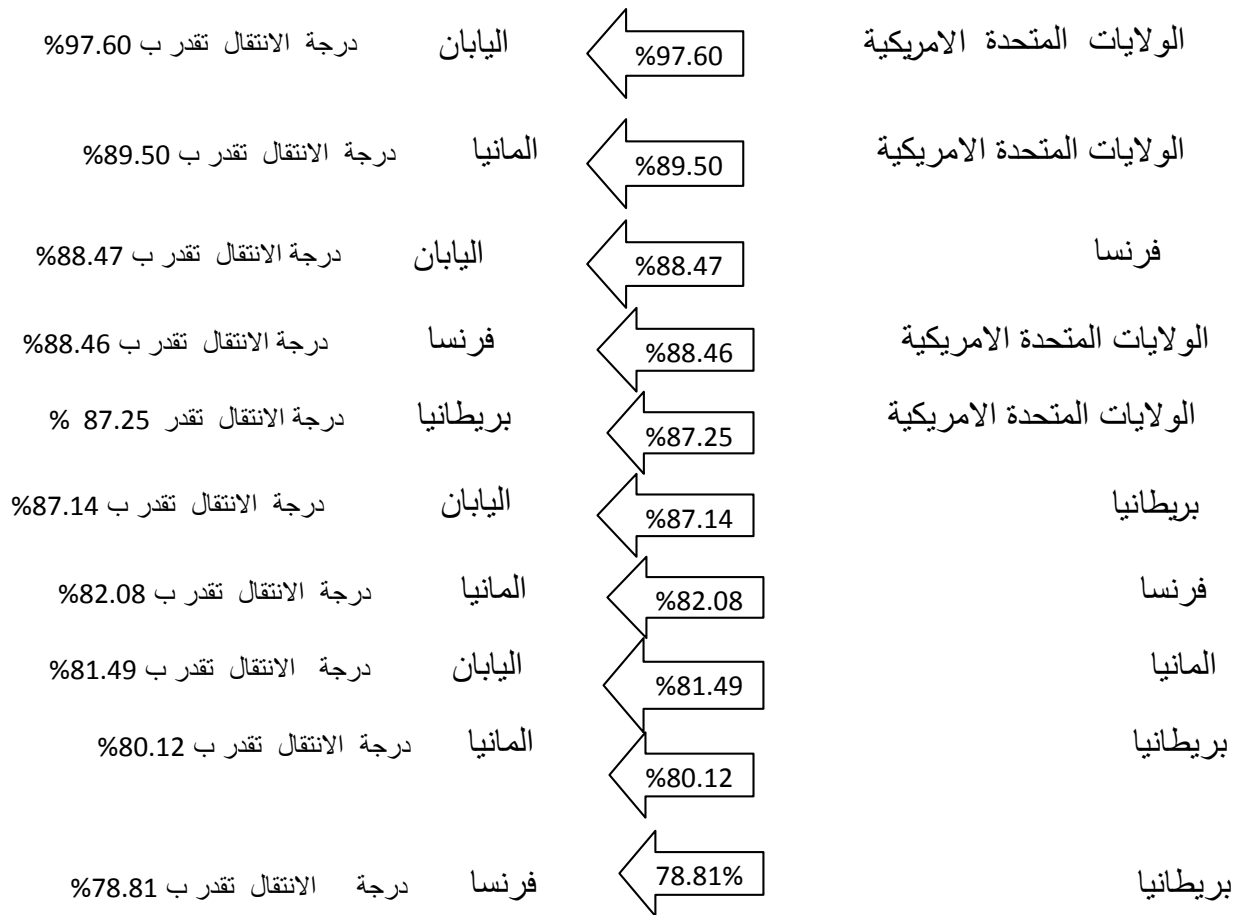 الولايات المتحدة الامريكية %97.60 اليابان درجة الانتقال تقدر ب 97.60%
الولايات المتحدة الامريكية %89.50 المانيا درجة الانتقال تقدر ب 89.50%
فرنسا %88.47 اليابان درجة الانتقال تقدر ب 88.47%
الولايات المتحدة الامريكية %88.46 فرنسا درجة الانتقال تقدر ب 88.46%
الولايات المتحدة الامريكية %87.25 بريطانيا درجة الانتقال تقدر 87.25 %
بريطانيا %87.14 اليابان درجة الانتقال تقدر ب 87.14%
فرنسا %82.08 المانيا درجة الانتقال تقدر ب 82.08%
المانيا %81.49 اليابان درجة الانتقال تقدر ب 81.49%
بريطانيا %80.12 المانيا درجة الانتقال تقدر ب 80.12%
بريطانيا 78.81% فرنسا درجة الانتقال تقدر ب 78.81%